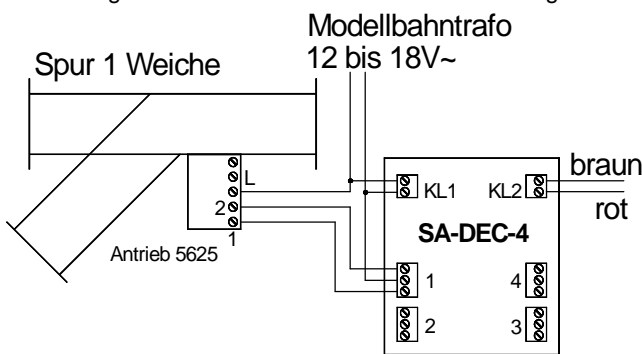 Modellbahntrafo
12 bis 18V~
Spur 1 Weiche
L
2
1
Antrieb 5625
KL1
KL2
braun
rot
SA-DEC-4
1
4
2
3